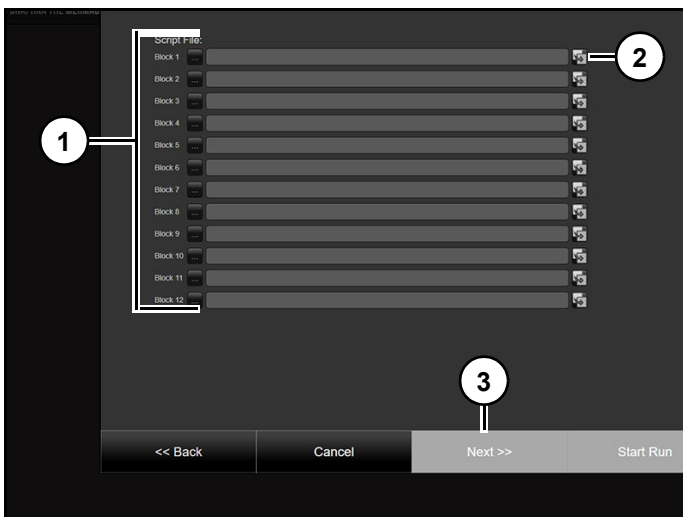 Script File:
Block 1 ...
2
Block 2 ...
Block 3 ...
Block 4 ...
1
Block 5 ...
Block 6 ...
Block 7 ...
Block 8 ...
Block 9 ...
Block 10 ...
Block 11 ...
Block 12 ...
3
<< Back Cancel Next >> Start Run